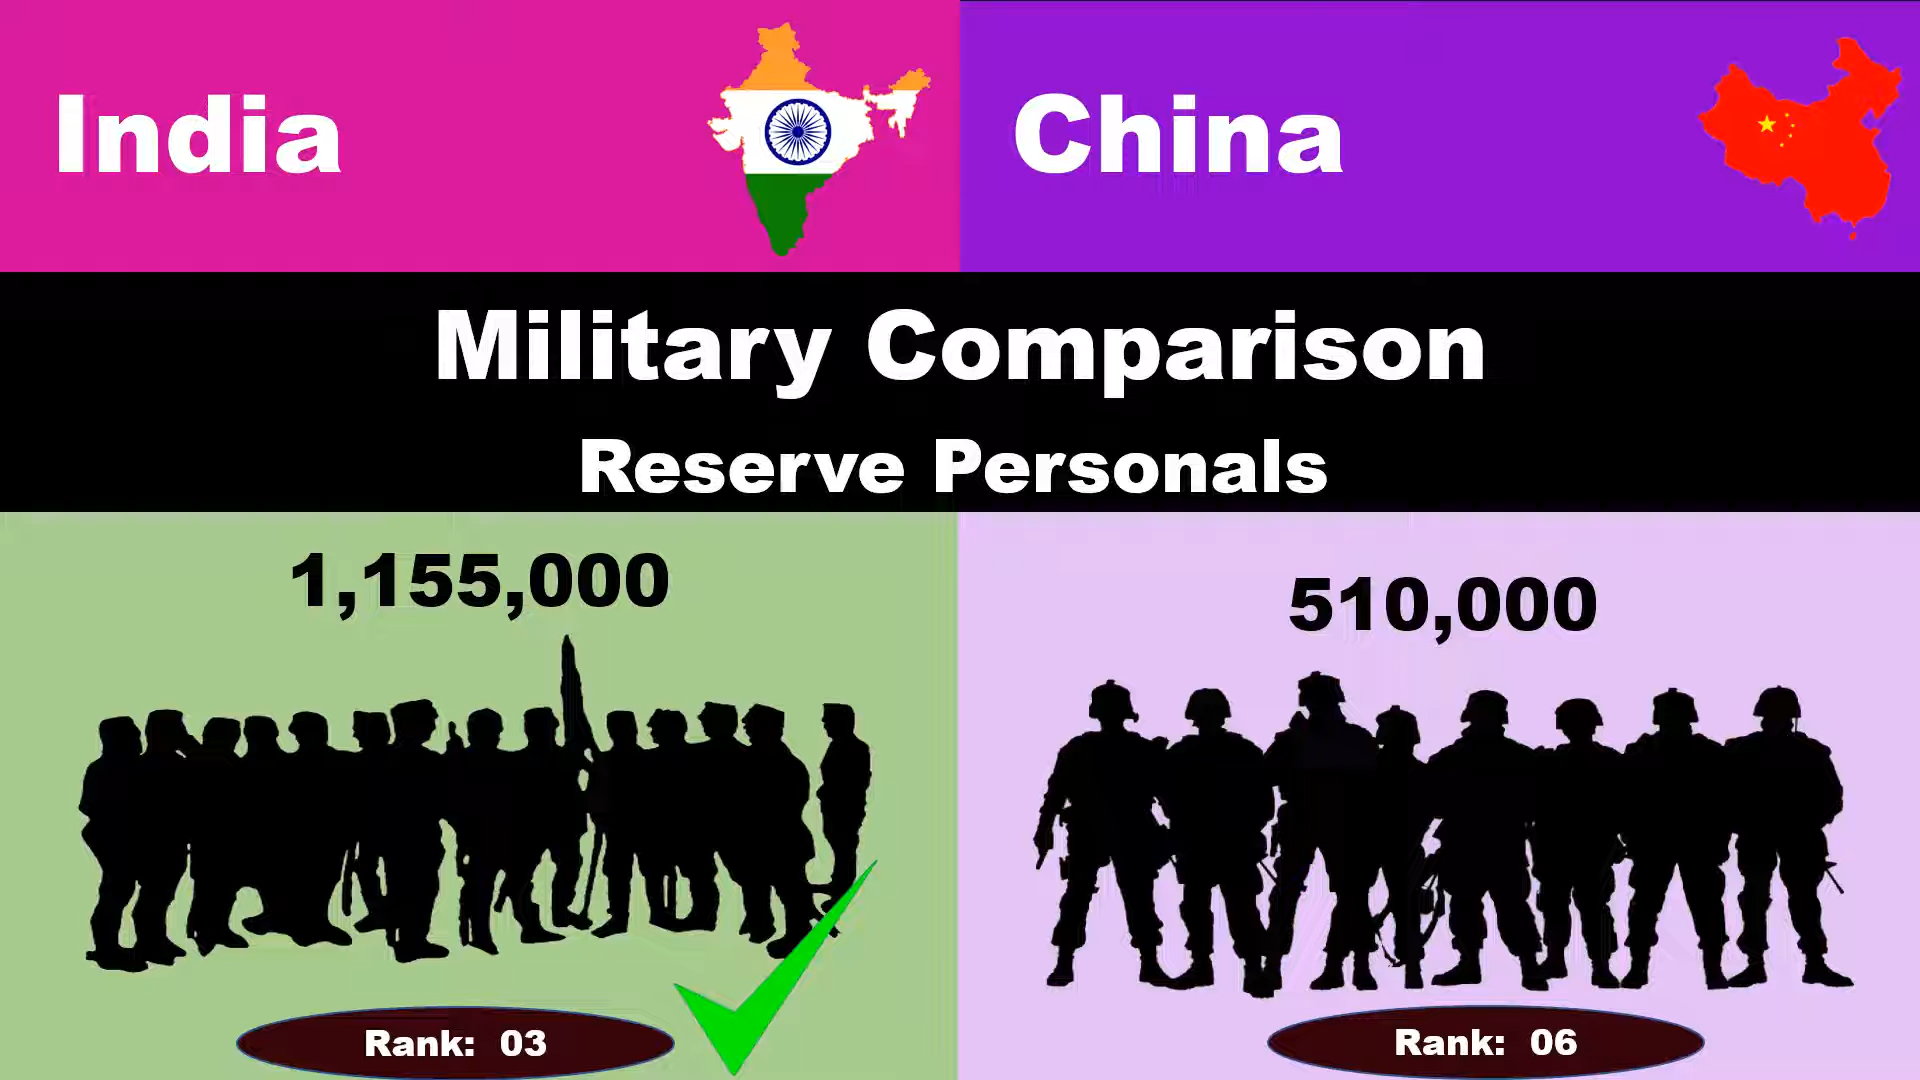 India
China
Military Comparison
Reserve Personals
1,155,000
510,000
Rank: 03
Rank: 06